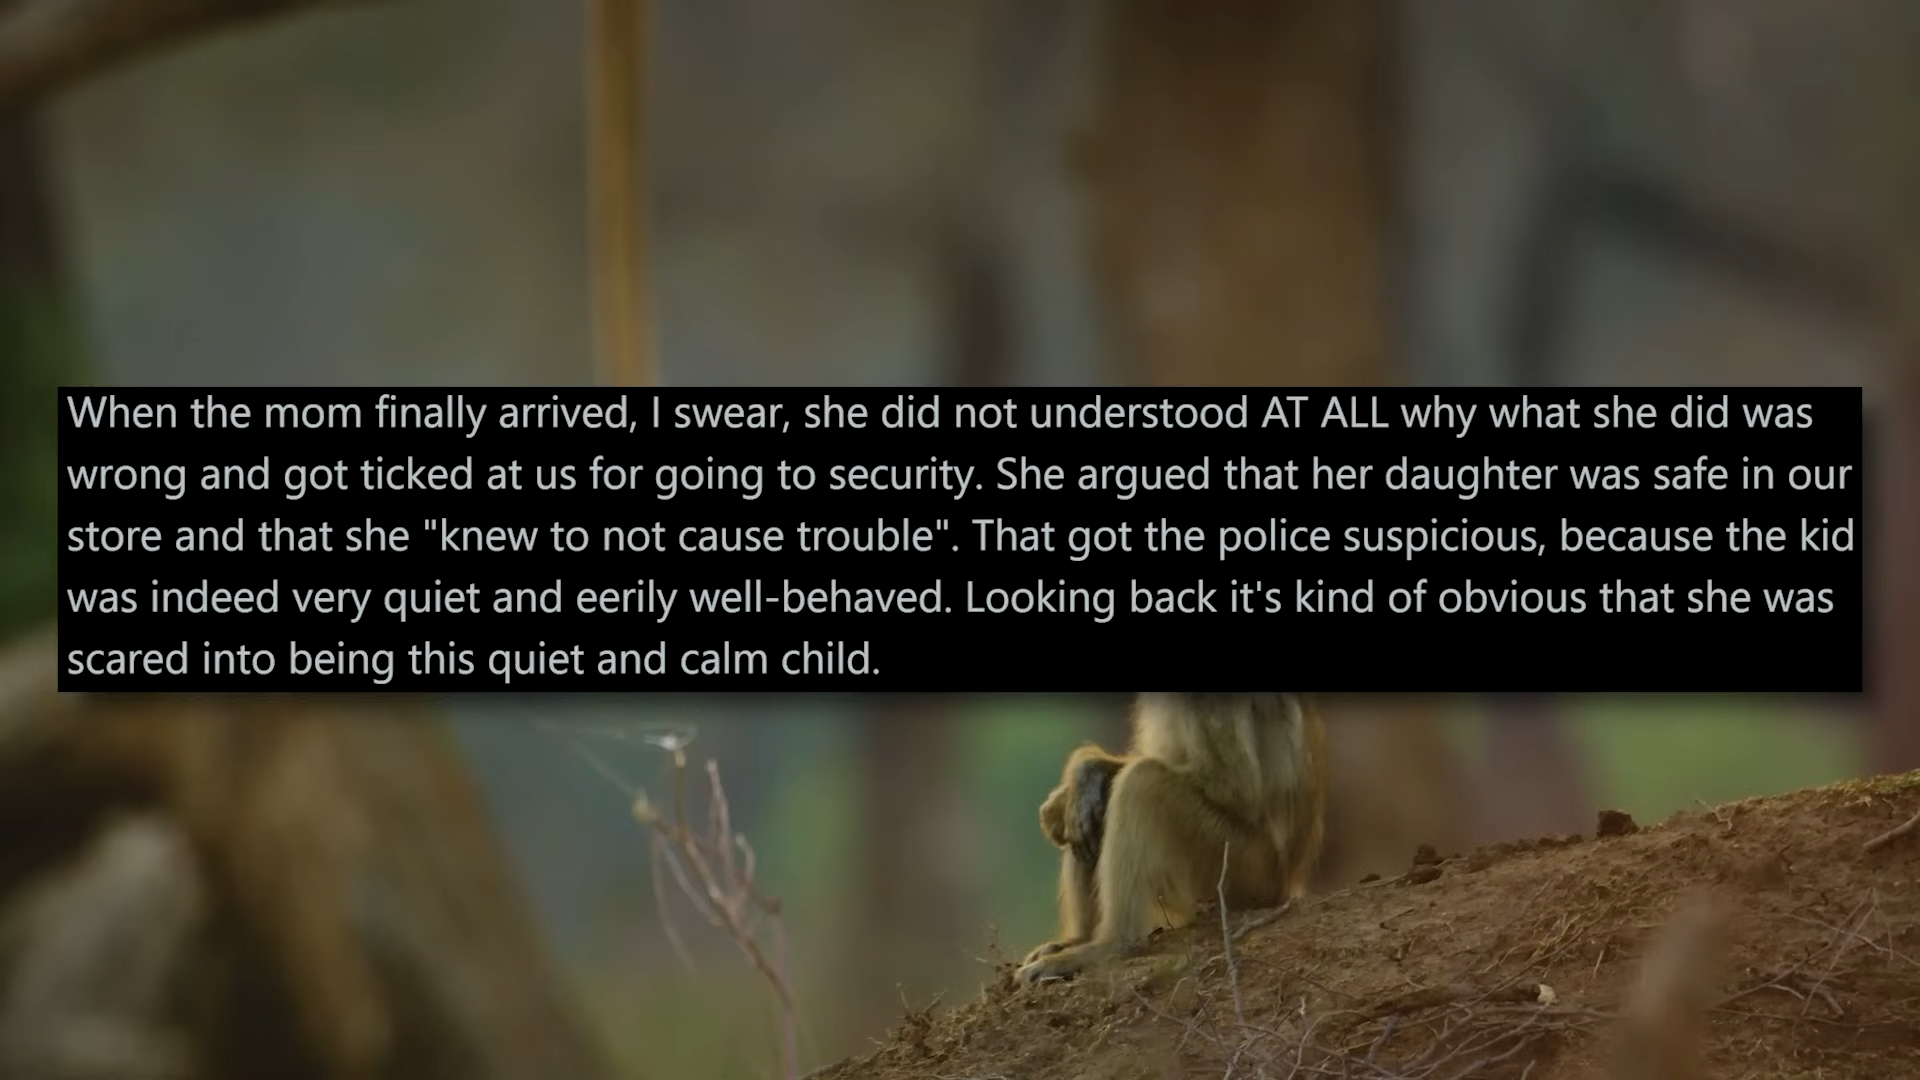 When the mom finally arrived, I swear, she did not understood AT ALL why what she did was
wrong and got ticked at us for going to security. She argued that her daughter was safe in our
store and that she "knew to not cause trouble". That got the police suspicious, because the kid
was indeed very quiet and eerily well-behaved. Looking back it's kind of obvious that she was
scared into being this quiet and calm child.